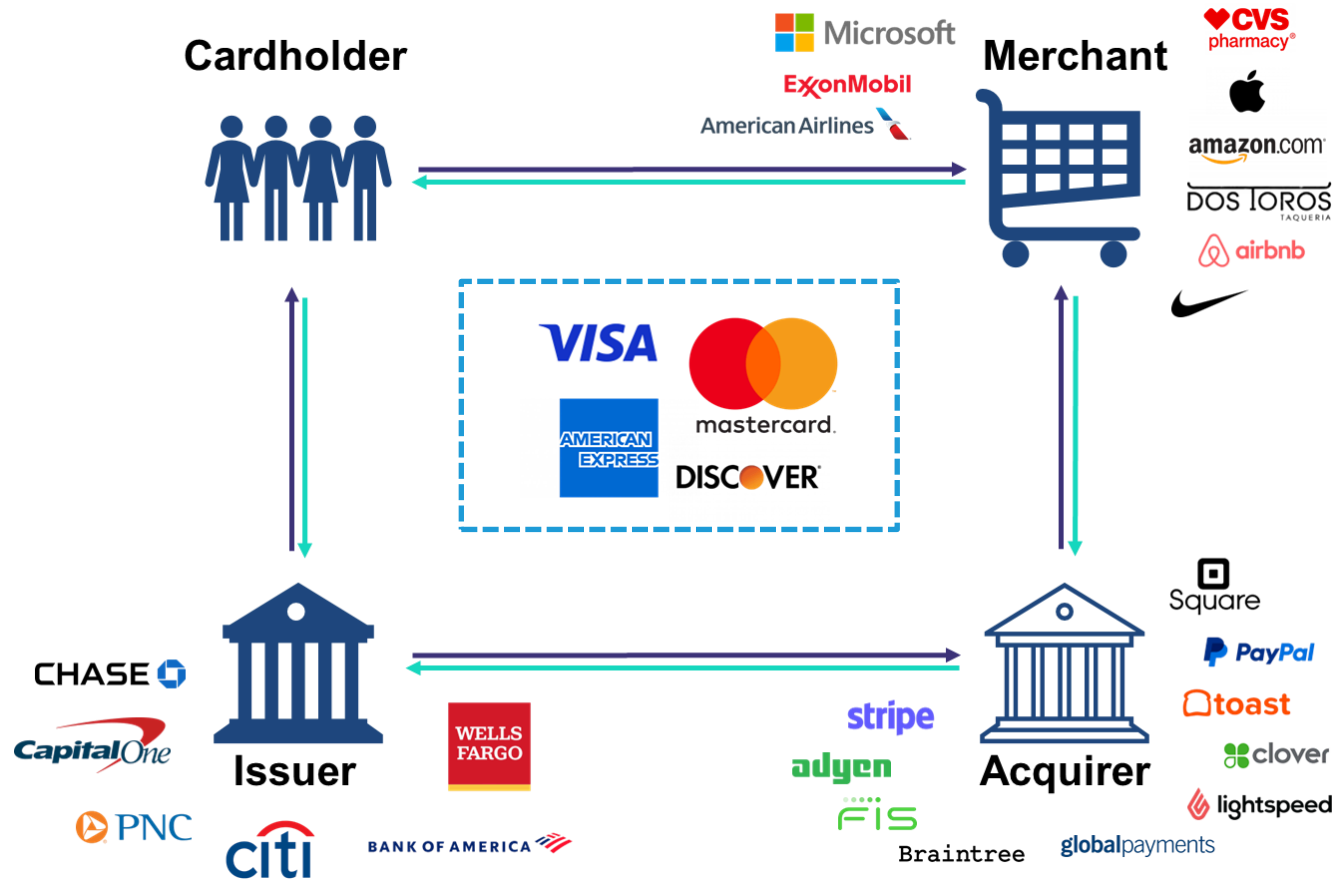 Cardholder
Microsoft
ExxonMobil
American Airlines
Merchant
CVS
pharmacy®
amazon.com
DOS TOROS
TAQUERIA
airbnb
VISA
mastercard.
AMERICAN
EXPRESS
DISCOVER
CHASE
Capital One
PNC
citi
Issuer
WELLS
FARGO
BANK OF AMERICA
stripe
adyen
FIS
Braintree
Acquirer
Square
PayPal
toast
clover
lightspeed
globalpayments